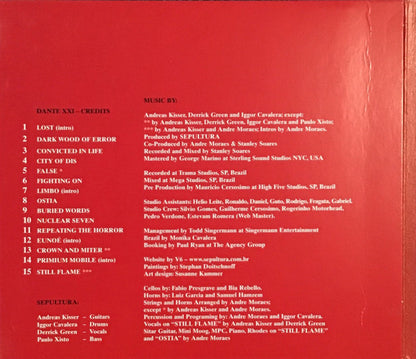 DANTE XXI – CREDITS
1 LOST (intro)
2 DARK WOOD OF ERROR
3 CONVICTED IN LIFE
4 CITY OF DIS
5 FALSE *
6 FIGHTING ON
7 LIMBO (intro)
8 OSTIA
9 BURIED WORDS
10 NUCLEAR SEVEN
11 REPEATING THE HORROR
12 EUNOÉ (intro)
13 CROWN AND MITER **
14 PRIMIUM MOBILE (intro)
15 STILL FLAME ***
SEPULTURA:
Andreas Kisser – Guitars
Iggor Cavalera – Drums
Derrick Green – Vocals
Paulo Xisto – Bass
MUSIC BY:
Andreas Kisser, Derrick Green and Iggor Cavalera; except:
** by Andreas Kisser, Derrick Green, Iggor Cavalera and Paulo Xisto;
*** by Andreas Kisser and Andre Moraes; Intros by Andre Moraes.
Produced by SEPULTURA
Co-Produced by Andre Moraes & Stanley Soares
Recorded and Mixed by Stanley Soares
Mastered by George Marino at Sterling Sound Studios NYC, USA
Recorded at Trama Studios, SP, Brazil
Mixed at Mega Studios, SP, Brazil
Pre Production by Mauricio Cersosimo at High Five Studios, SP, Brazil
Studio Assistants: Helio Leite, Ronaldo, Daniel, Guto, Rodrigo, Fragata, Gabriel.
Studio Crew: Silvio Gomes, Guilherme Cersosimo, Rogerinho Motorhead,
Pedro Verdone, Estevam Romera (Web Master).
Management by Todd Singermann at Singermann Entertainment
Brazil by Monika Cavalera
Booking by Paul Ryan at The Agency Group
Website by V6 – www.sepultura.com.br
Paintings by: Stephan Doitschnoff
Art design: Susanne Kummer
Cellos by: Fabio Presgrave and Bia Rebello.
Horns by: Luiz Garcia and Samuel Hamzem
Strings and Horns Arranged by Andre Moraes;
except * by Andreas Kisser and Andre Moraes.
Percussion and Programing by: Andre Moraes and Iggor Cavalera.
Vocals on “STILL FLAME” by Andreas Kisser and Derrick Green
Sitar Guitar, Mini Moog, MPC, Piano, Rhodes on “STILL FLAME”
and “OSTIA” by Andre Moraes